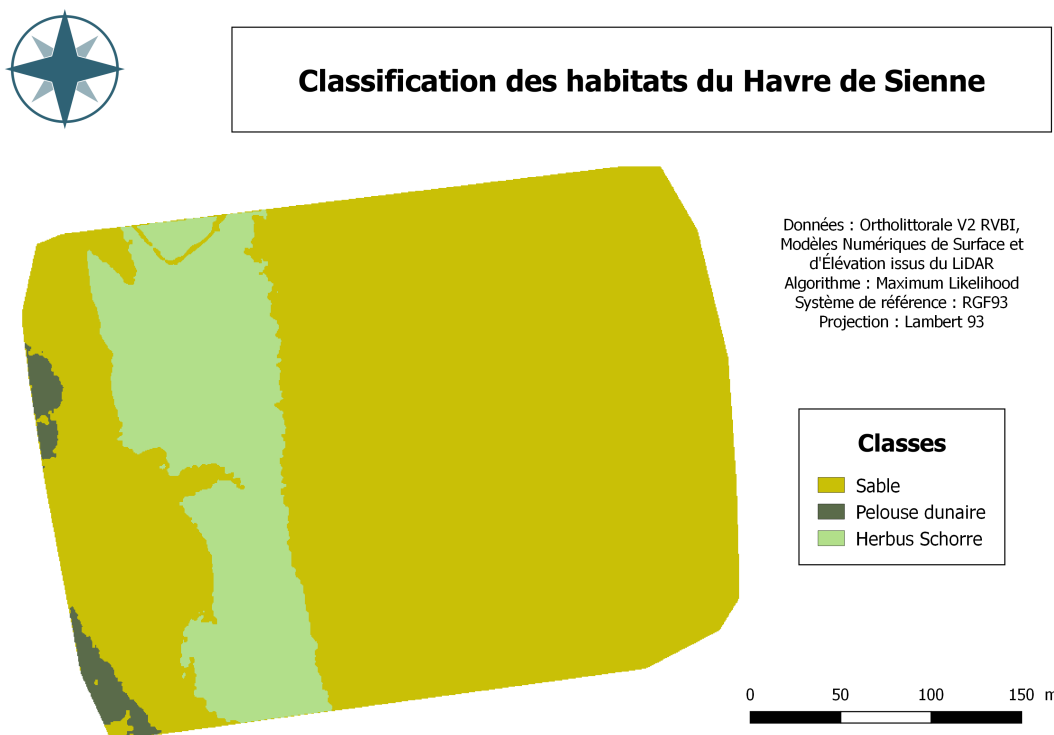 Classification des habitats du Havre de Sienne
Données : Ortholittorale V2 RVBI,
Modèles Numériques de Surface et
d'Élévation issus du LiDAR
Algorithme : Maximum Likelihood
Système de référence : RGF93
Projection : Lambert 93
Classes
Sable
Pelouse dunaire
Herbus Schorre
0 50 100 150 m